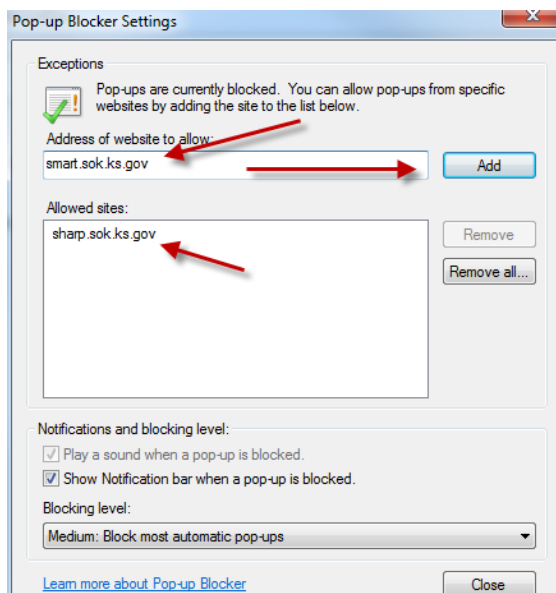 Pop-up Blocker Settings
Exceptions
Pop-ups are currently blocked. You can allow pop-ups from specific
websites by adding the site to the list below.
Address of website to allow:
smart.sok.ks.gov
Add
Allowed sites:
sharp.sok.ks.gov
Remove
Remove all...
Notifications and blocking level:
Play a sound when a pop-up is blocked.
Show Notification bar when a pop-up is blocked.
Blocking level:
Medium: Block most automatic pop-ups
Learn more about Pop-up Blocker
Close